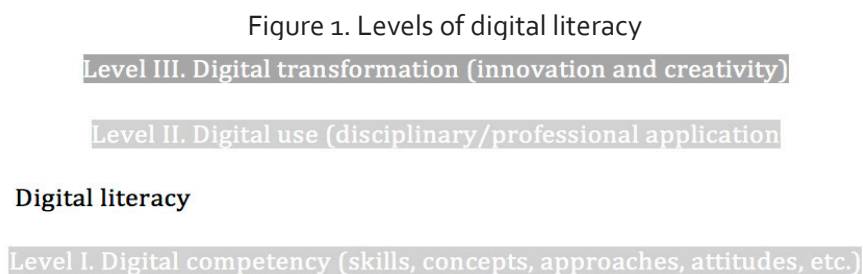 Figure 1. Levels of digital literacy
Level III. Digital transformation (innovation and creativity)
Level II. Digital use (disciplinary/professional application
Digital literacy
Level I. Digital competency (skills, concepts, approaches, attitudes, etc.)